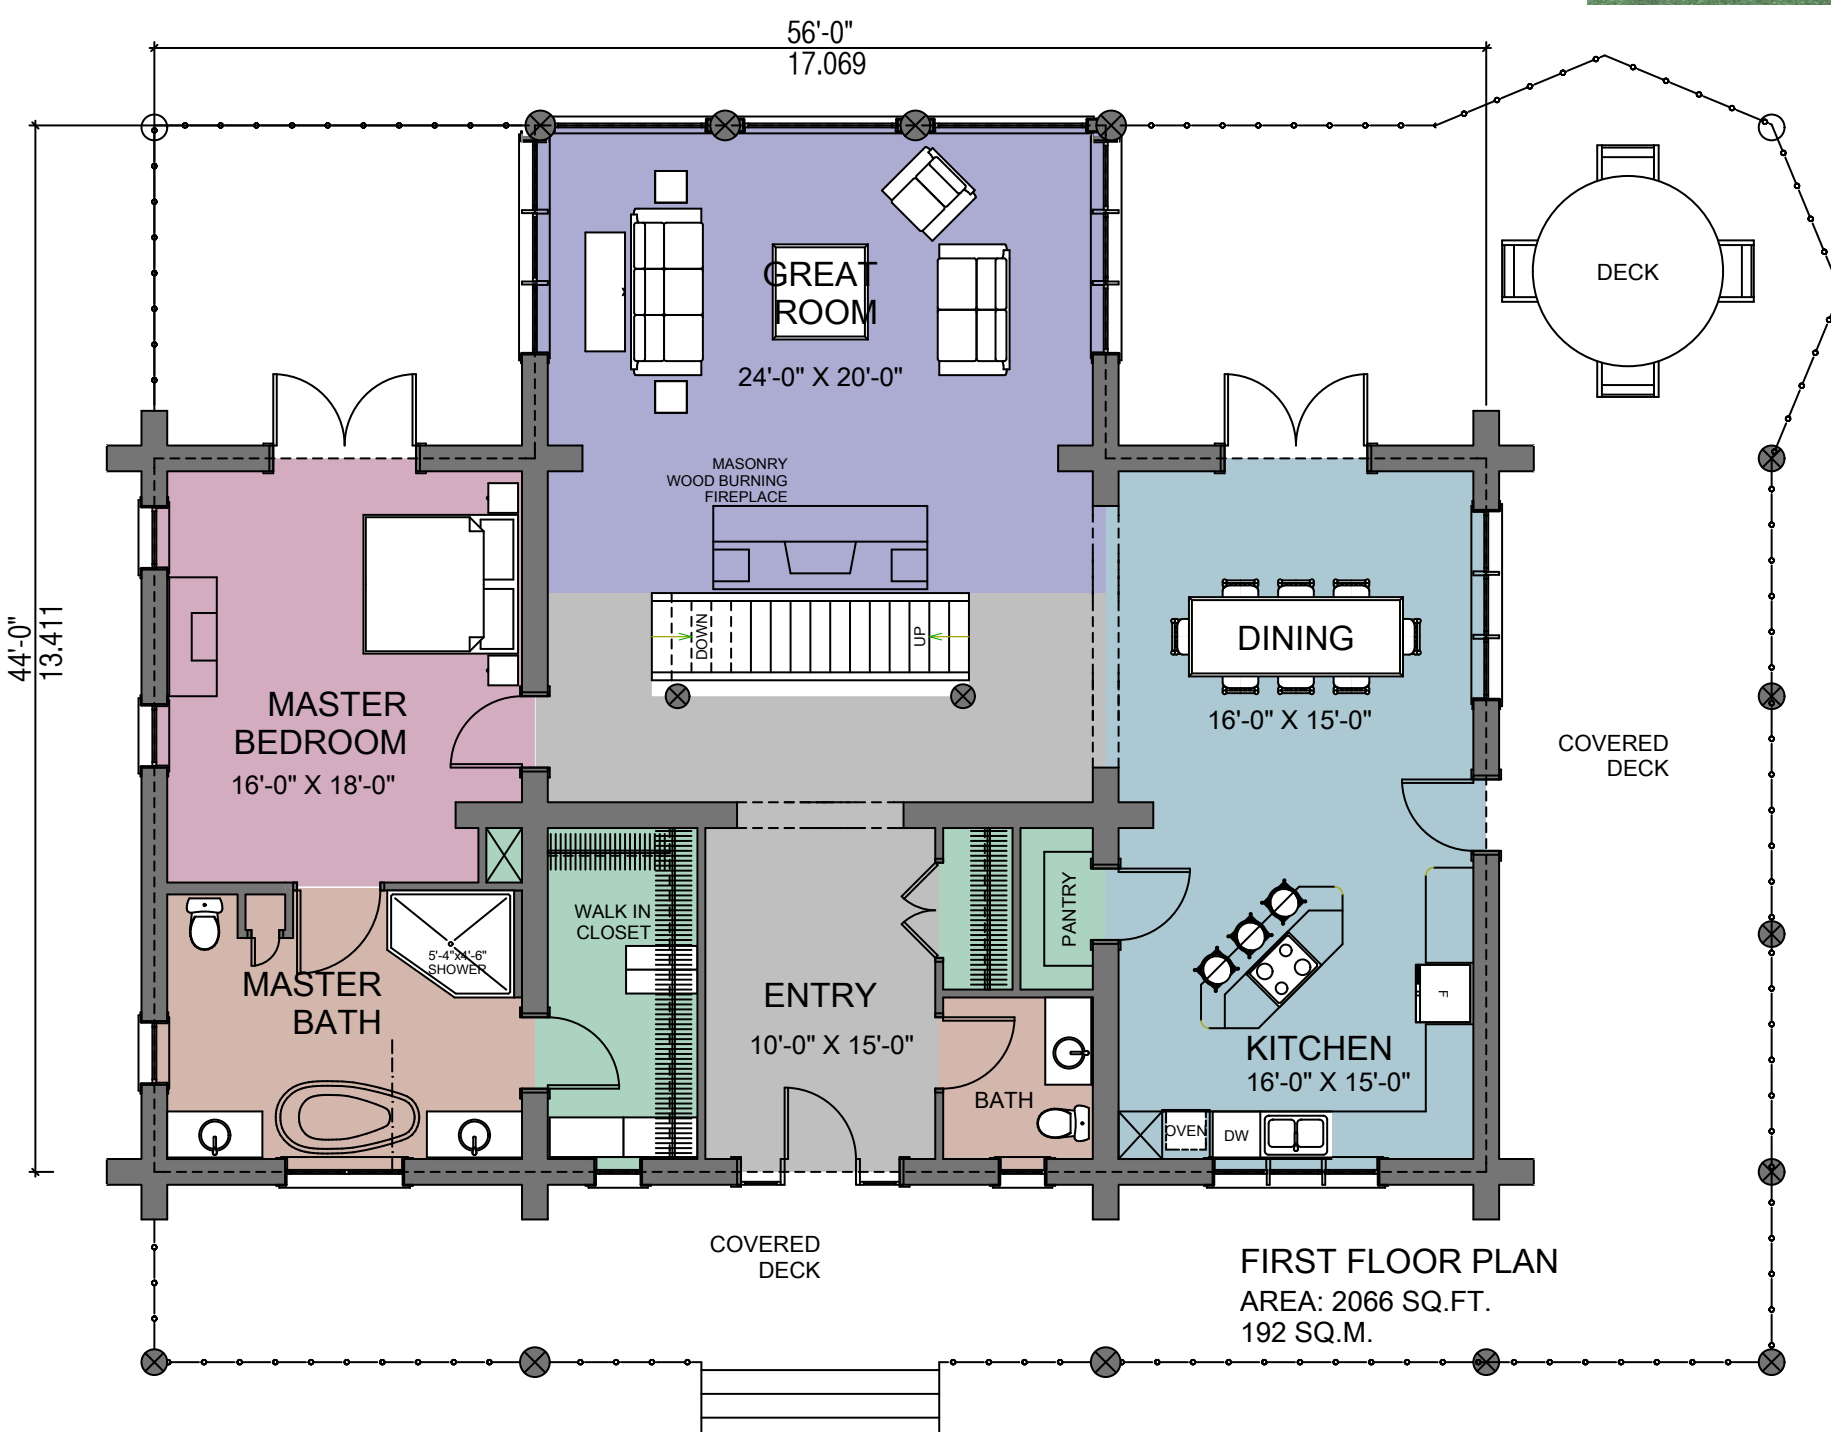 56'-0"
17.069
44'-0"
13.411
GREAT
ROOM
24'-0" X 20'-0"
DECK
MASONRY
WOOD BURNING
FIREPLACE
DOWN
UP
DINING
16'-0" X 15'-0"
MASTER
BEDROOM
16'-0" X 18'-0"
COVERED
DECK
WALK IN
CLOSET
PANTRY
5'-4"x4'-6"
SHOWER
MASTER
BATH
ENTRY
10'-0" X 15'-0"
F
KITCHEN
16'-0" X 15'-0"
BATH
OVEN
DW
COVERED
DECK
FIRST FLOOR PLAN
AREA: 2066 SQ.FT.
192 SQ.M.